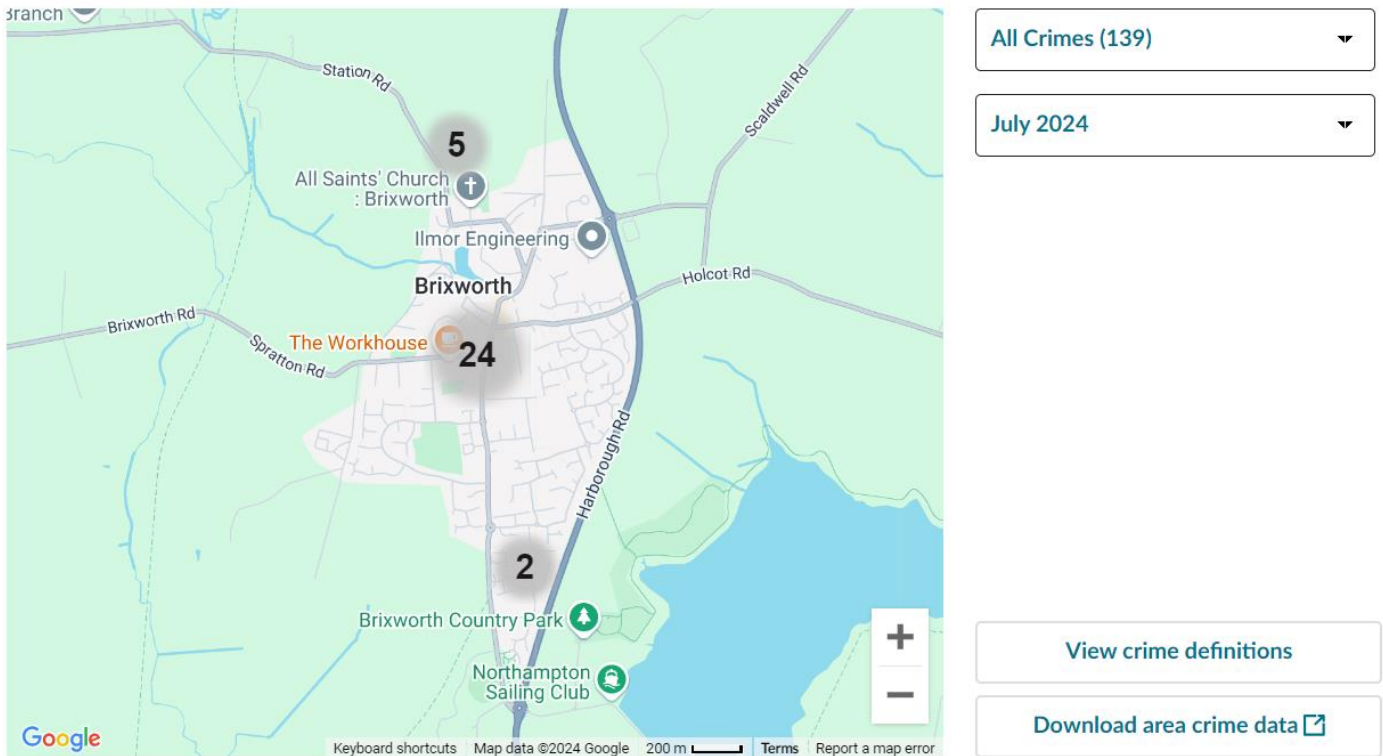 Branch
Station Rd
Scaldwell Rd
5
All Saints' Church
: Brixworth
Ilmor Engineering
Brixworth
Holcot Rd
Brixworth Rd
The Workhouse
24
Spratton Rd
Harborough Rd
2
Brixworth Country Park
Northampton
Sailing Club
+
−
Google
Keyboard shortcuts Map data ©2024 Google 200 m Terms Report a map error
All Crimes (139)
July 2024
View crime definitions
Download area crime data